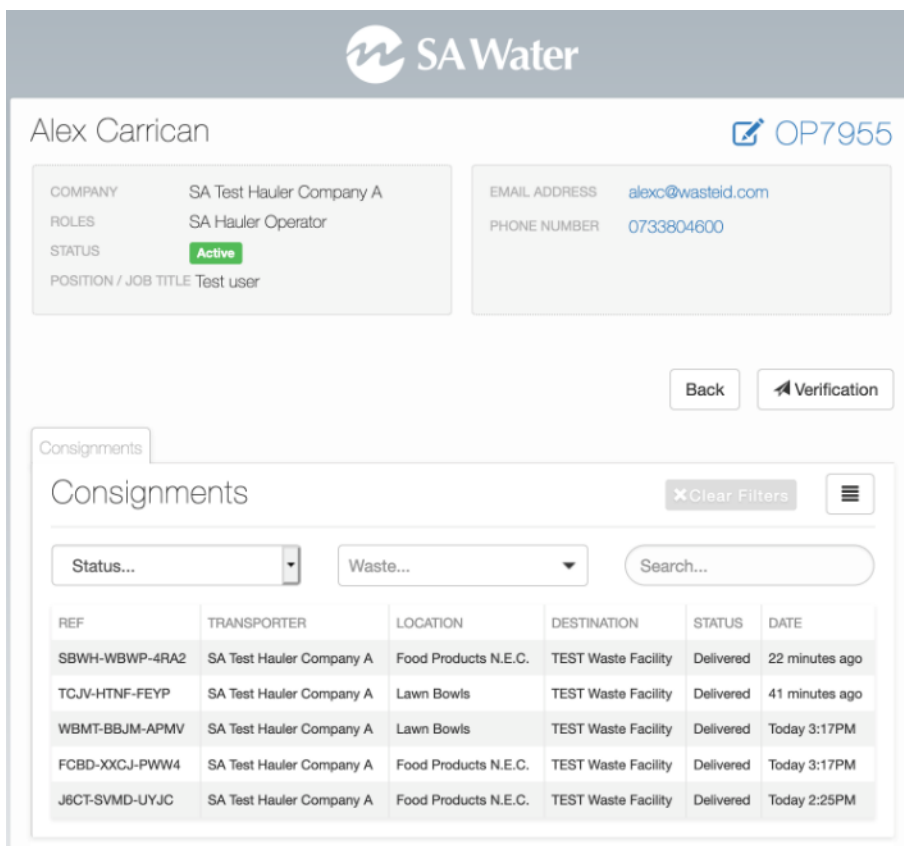 SA Water
Alex Carrican
OP7955
COMPANY SA Test Hauler Company A
ROLES SA Hauler Operator
STATUS Active
POSITION / JOB TITLE Test user
EMAIL ADDRESS alexc@wasteid.com
PHONE NUMBER 0733804600
Back Verification
Consignments
Consignments Clear Filters
Status... Waste... Search...
REF TRANSPORTER LOCATION DESTINATION STATUS DATE
SBWH-WBWP-4RA2 SA Test Hauler Company A Food Products N.E.C. TEST Waste Facility Delivered 22 minutes ago
TCJV-HTNF-FEYP SA Test Hauler Company A Lawn Bowls TEST Waste Facility Delivered 41 minutes ago
WBMT-BBJM-APMV SA Test Hauler Company A Lawn Bowls TEST Waste Facility Delivered Today 3:17PM
FCBD-XXCJ-PWW4 SA Test Hauler Company A Food Products N.E.C. TEST Waste Facility Delivered Today 3:17PM
J6CT-SVMD-UYJC SA Test Hauler Company A Food Products N.E.C. TEST Waste Facility Delivered Today 2:25PM